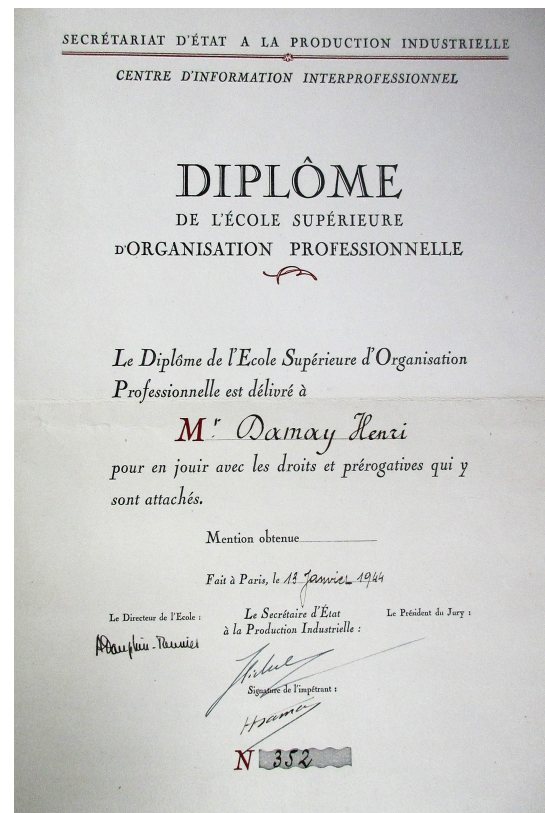 SECRÉTARIAT D'ÉTAT A LA PRODUCTION INDUSTRIELLE
CENTRE D'INFORMATION INTERPROFESSIONNEL
DIPLÔME
DE L'ÉCOLE SUPÉRIEURE
D'ORGANISATION PROFESSIONNELLE
Le Diplôme de l'Ecole Supérieure d'Organisation
Professionnelle est délivré à
Mr Damay Henri
pour en jouir avec les droits et prérogatives qui y
sont attachés.
Mention obtenue
Fait à Paris, le 13 Janvier 1944
Le Directeur de l'Ecole :
Le Secrétaire d'État
à la Production Industrielle :
Le Président du Jury :
Signature de l'impétrant :
N 352